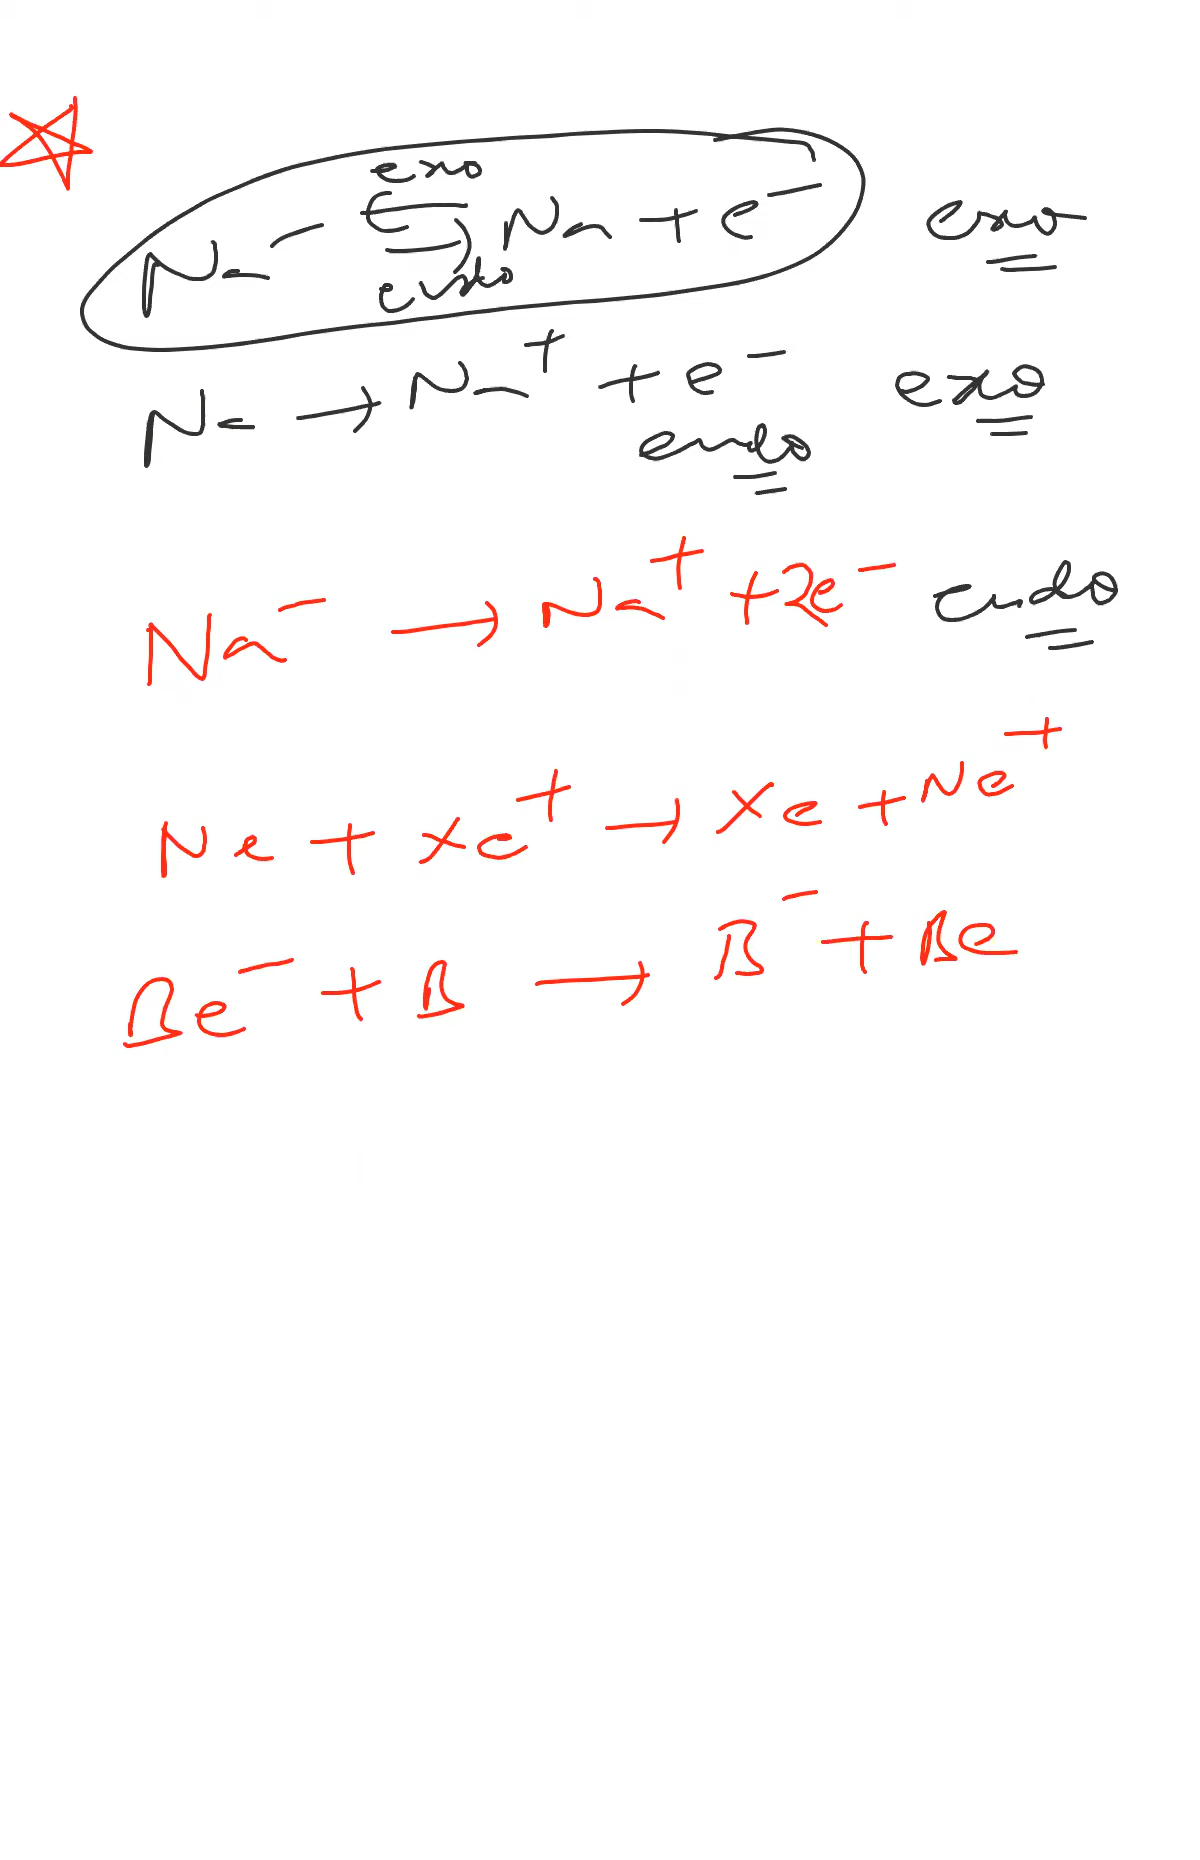 exo
Na⁻ ⇌ Na + e⁻ exo
endo
Na → Na⁺ + e⁻ exo
endo
Na⁻ → Na⁺ + 2e⁻ endo
Ne + Xe⁺ → Xe + Ne⁺
Be⁻ + B → B⁻ + Be